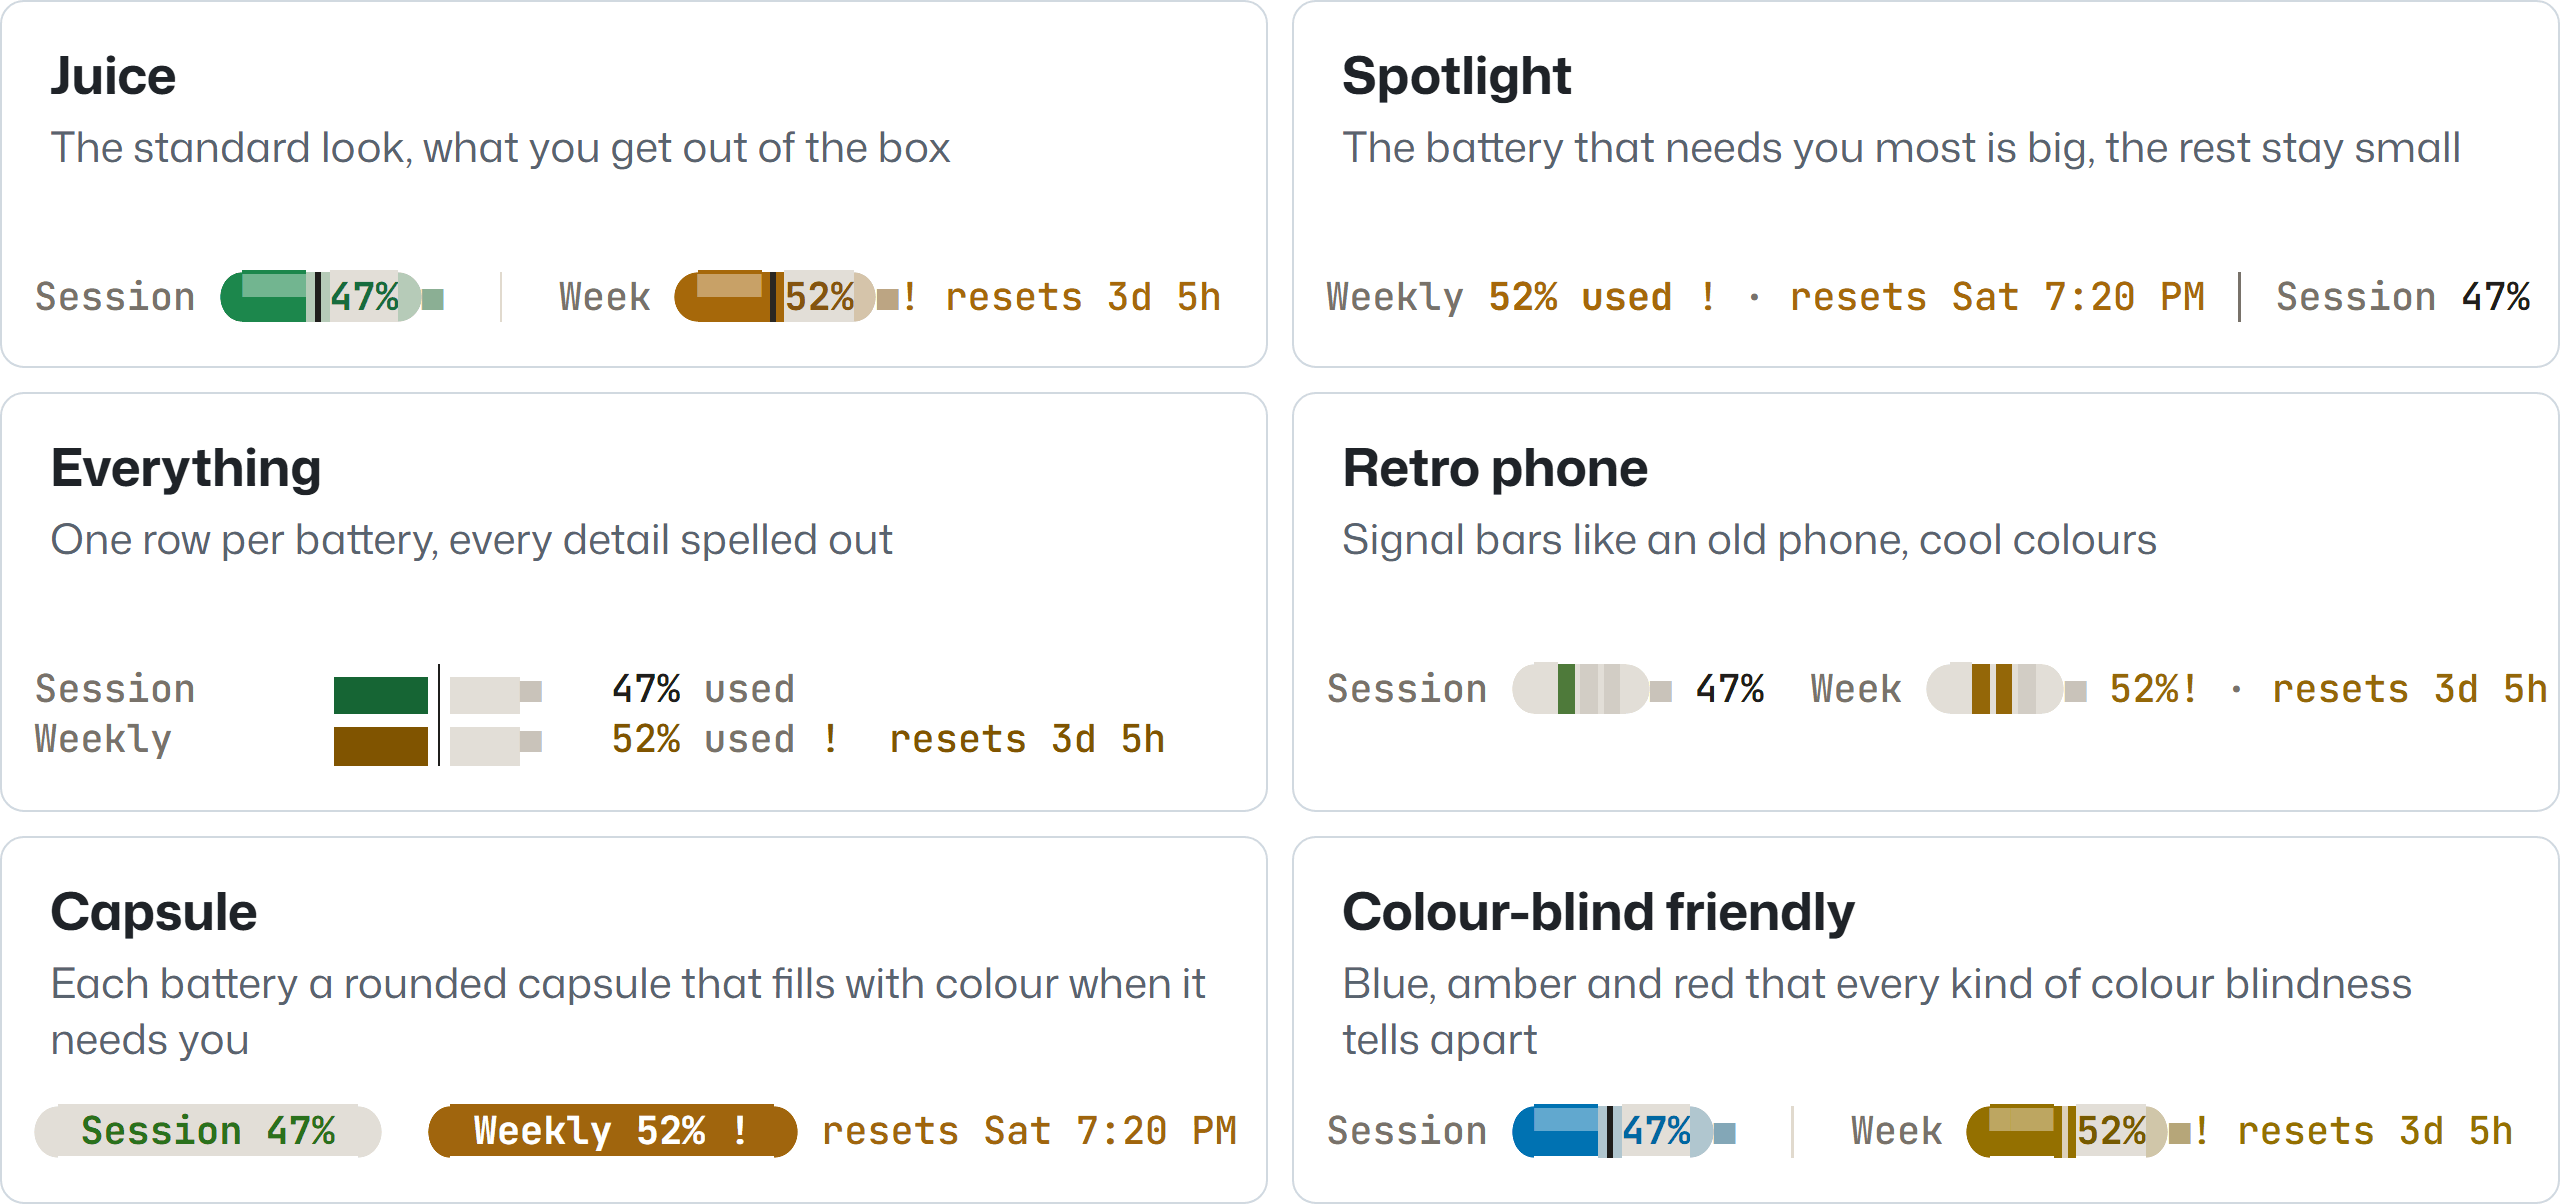 Juice
The standard look, what you get out of the box
Session 47% Week 52% ! resets 3d 5h
Spotlight
The battery that needs you most is big, the rest stay small
Weekly 52% used ! · resets Sat 7:20 PM Session 47%
Everything
One row per battery, every detail spelled out
Session 47% used
Weekly 52% used ! resets 3d 5h
Retro phone
Signal bars like an old phone, cool colours
Session 47% Week 52%! · resets 3d 5h
Capsule
Each battery a rounded capsule that fills with colour when it
needs you
Session 47% Weekly 52% ! resets Sat 7:20 PM
Colour-blind friendly
Blue, amber and red that every kind of colour blindness
tells apart
Session 47% Week 52% ! resets 3d 5h